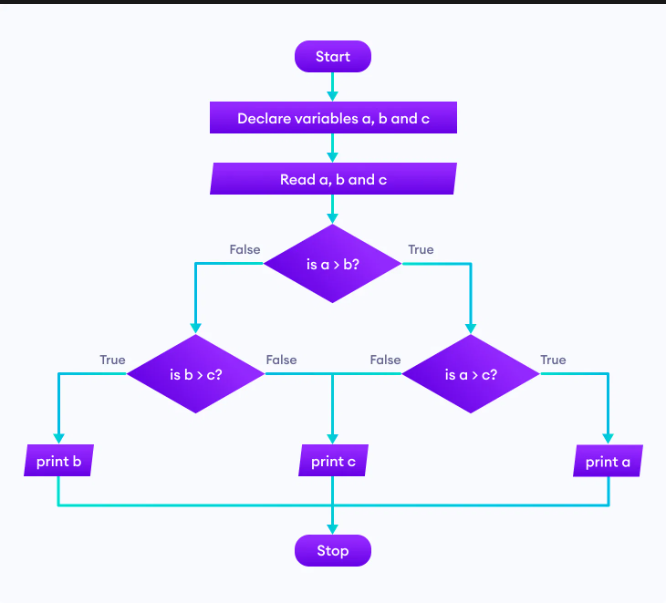 Start
Declare variables a, b and c
Read a, b and c
False
True
is a > b?
True
is b > c?
False
False
is a > c?
True
print b
print c
print a
Stop